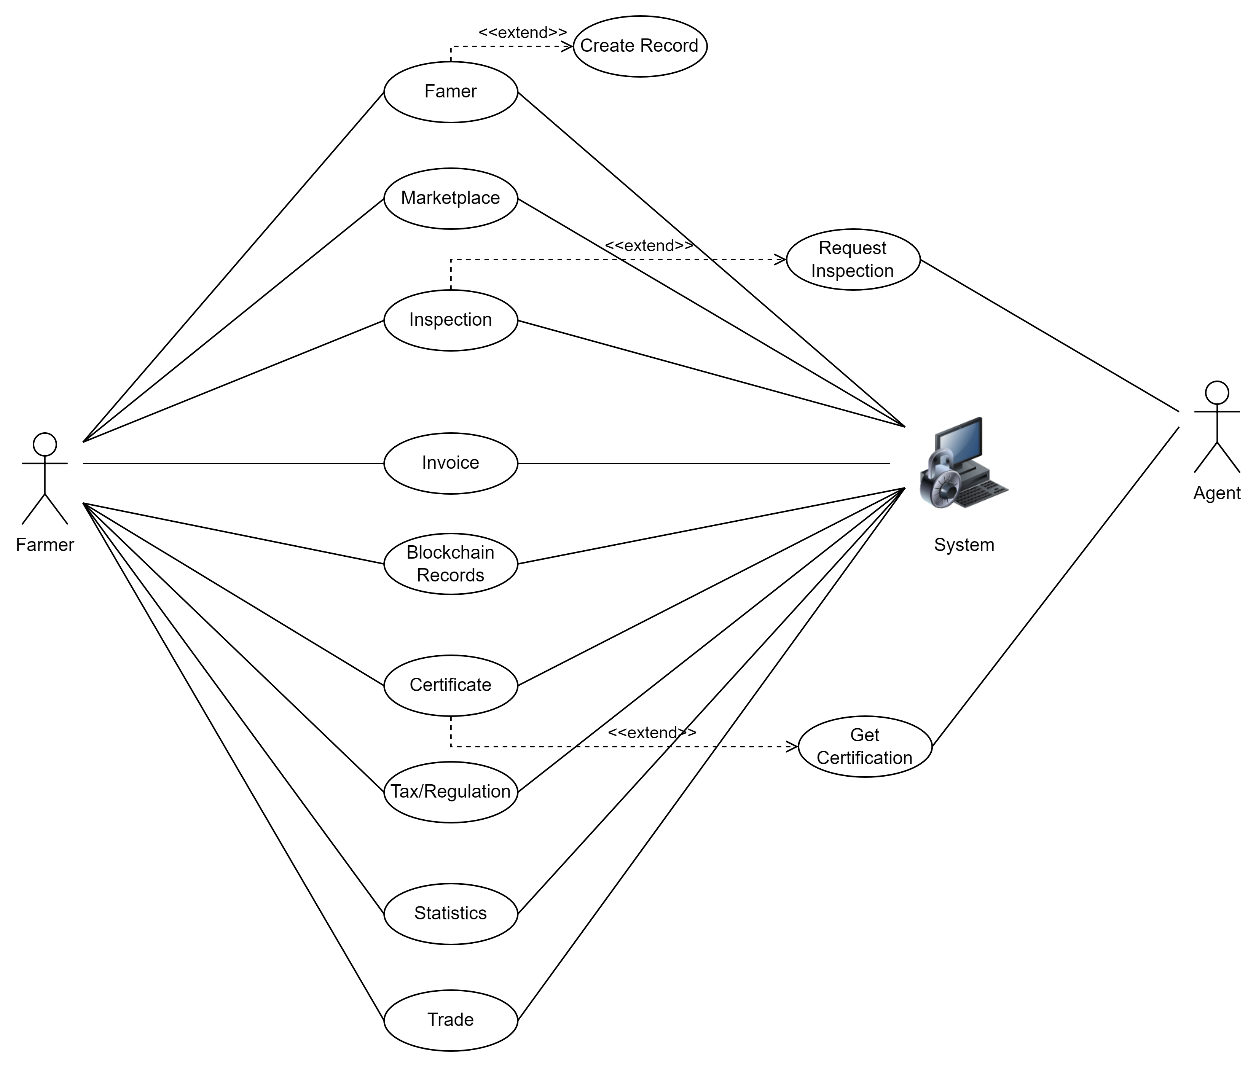 <<extend>>
Create Record
Famer
Marketplace
<<extend>>
Request
Inspection
Inspection
Invoice
Farmer
System
Agent
Blockchain
Records
Certificate
<<extend>>
Get
Certification
Tax/Regulation
Statistics
Trade